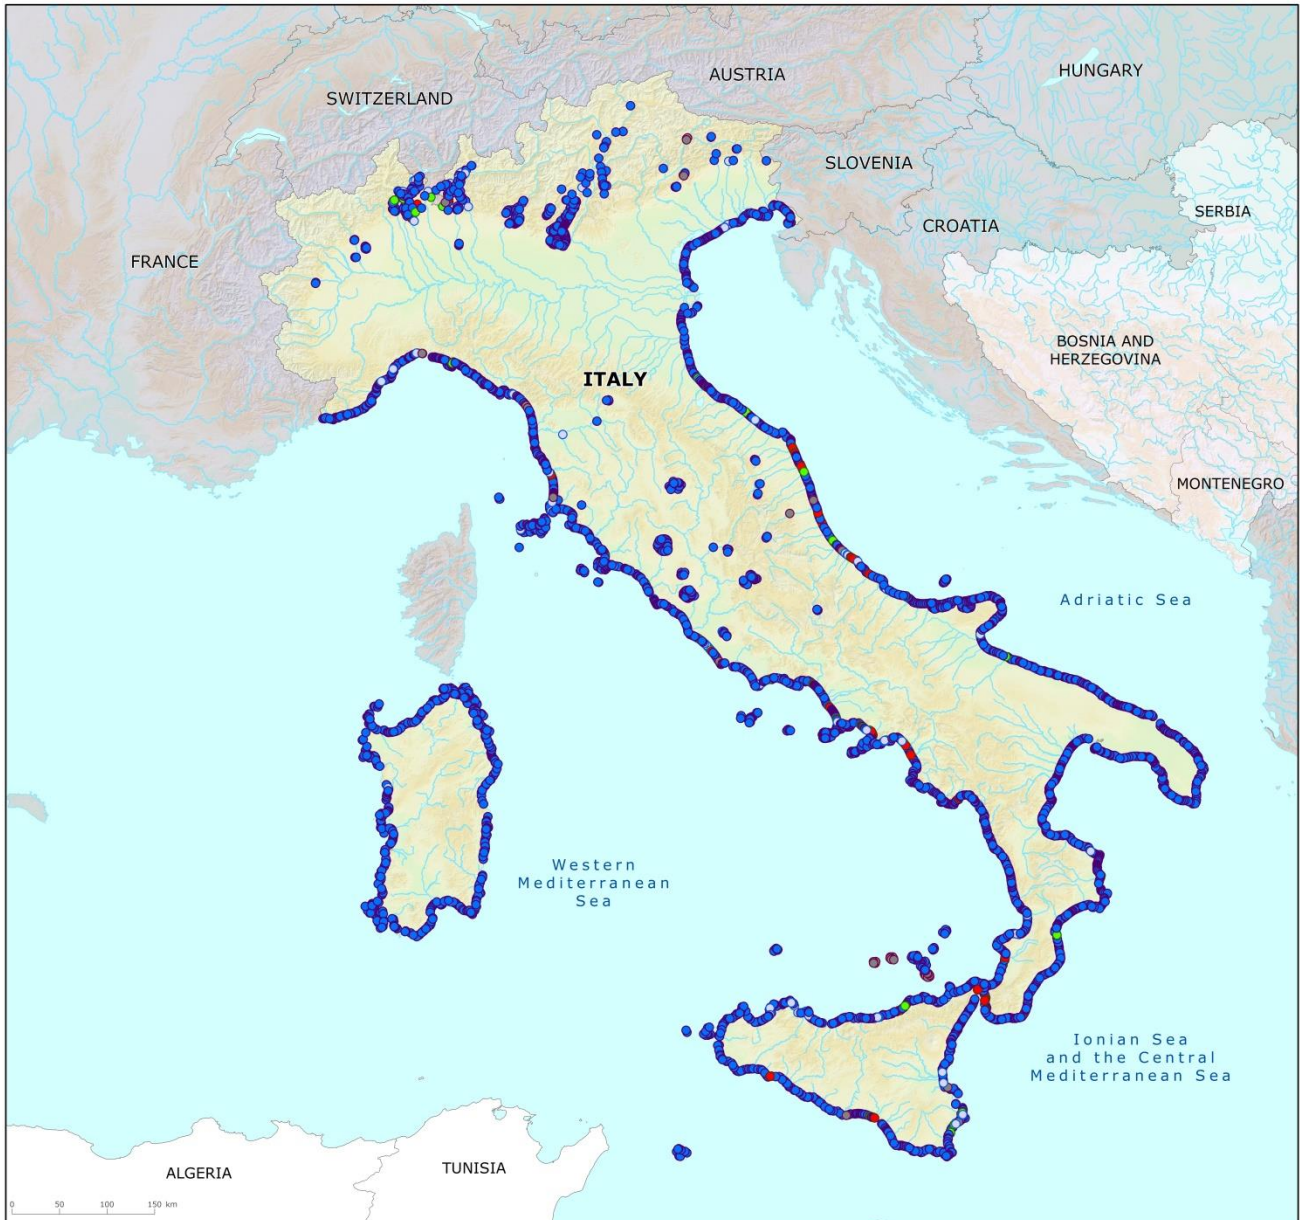 AUSTRIA
HUNGARY
SWITZERLAND
SLOVENIA
SERBIA
CROATIA
FRANCE
BOSNIA AND
HERZEGOVINA
ITALY
MONTENEGRO
Adriatic Sea
Western
Mediterranean
Sea
Ionian Sea
and the Central
Mediterranean Sea
ALGERIA
TUNISIA
0 50 100 150 km